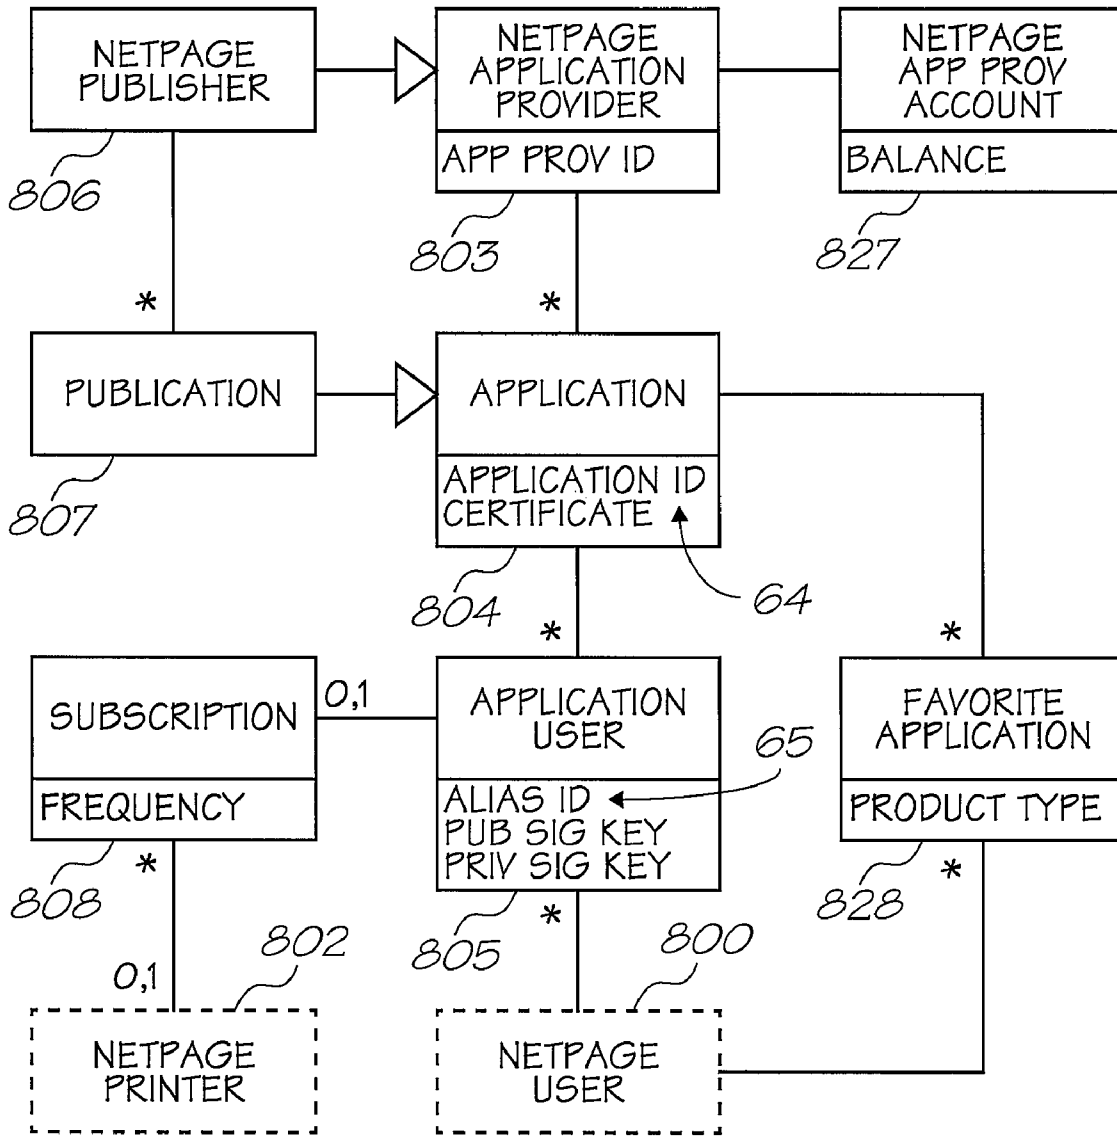 NETPAGE
PUBLISHER
NETPAGE
APPLICATION
PROVIDER
NETPAGE
APP PROV
ACCOUNT
APP PROV ID
BALANCE
806
803
827
*
*
PUBLICATION
APPLICATION
APPLICATION ID
CERTIFICATE
807
804
64
*
*
SUBSCRIPTION
0,1
APPLICATION
USER
FAVORITE
APPLICATION
65
FREQUENCY
ALIAS ID
PUB SIG KEY
PRIV SIG KEY
PRODUCT TYPE
*
*
808
805
*
828
802
800
0,1
NETPAGE
PRINTER
NETPAGE
USER